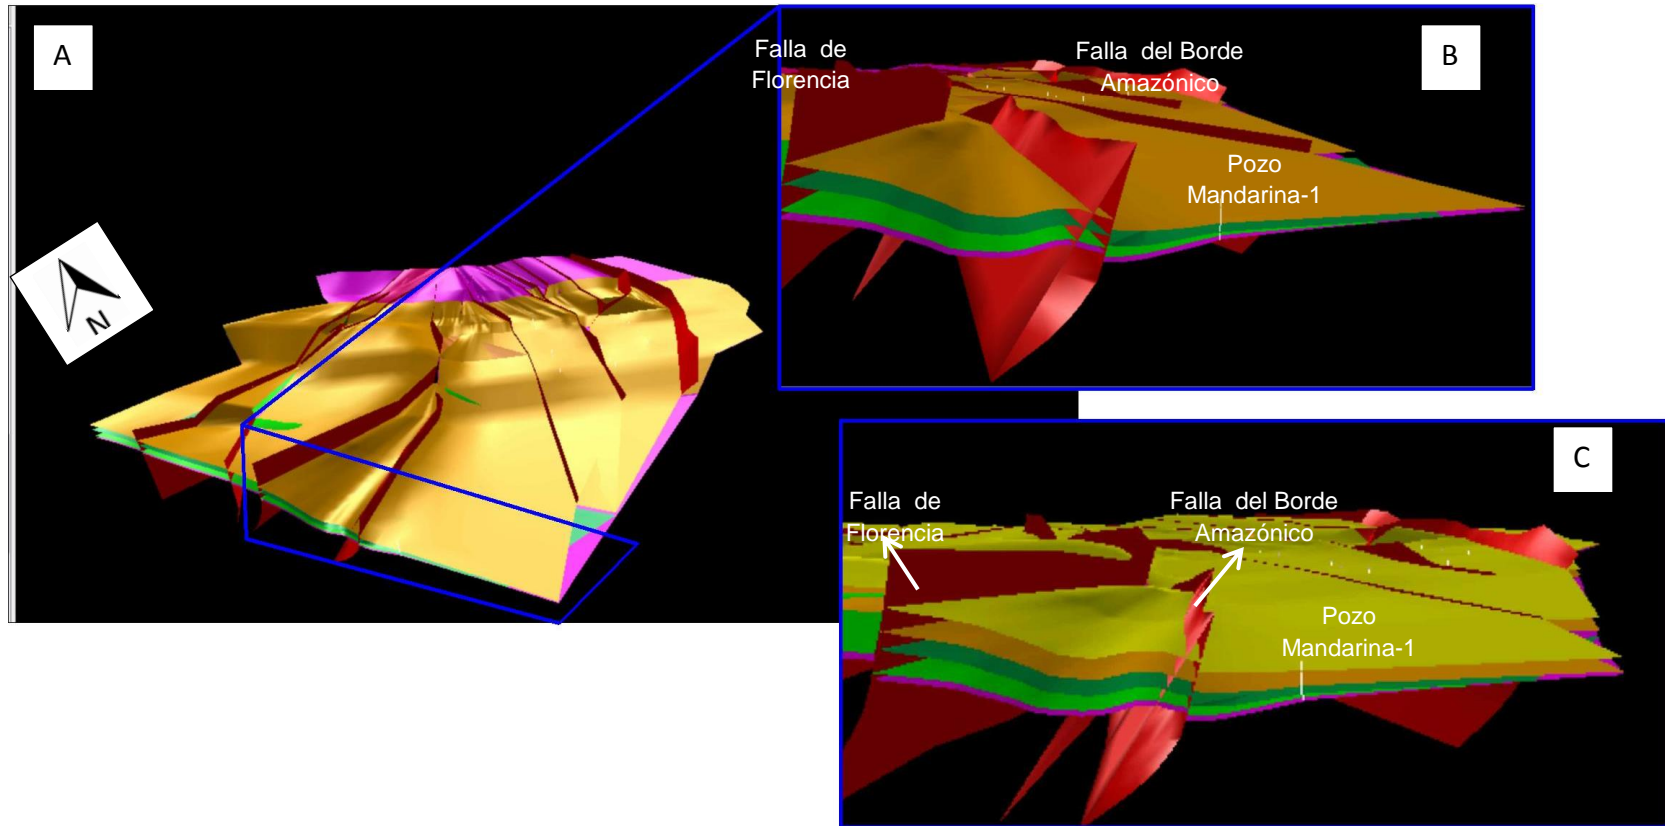 A
N
Falla de
Florencia
Falla del Borde
Amazónico
B
Pozo
Mandarina-1
C
Falla de
Florencia
Falla del Borde
Amazónico
Pozo
Mandarina-1